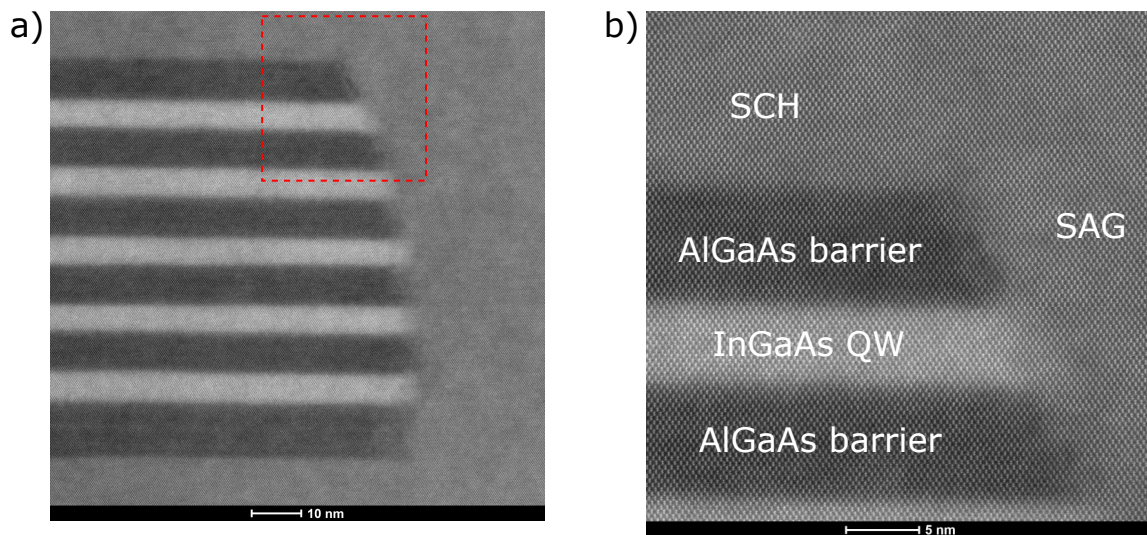 a)
10 nm
b)
SCH
SAG
AlGaAs barrier
InGaAs QW
AlGaAs barrier
5 nm